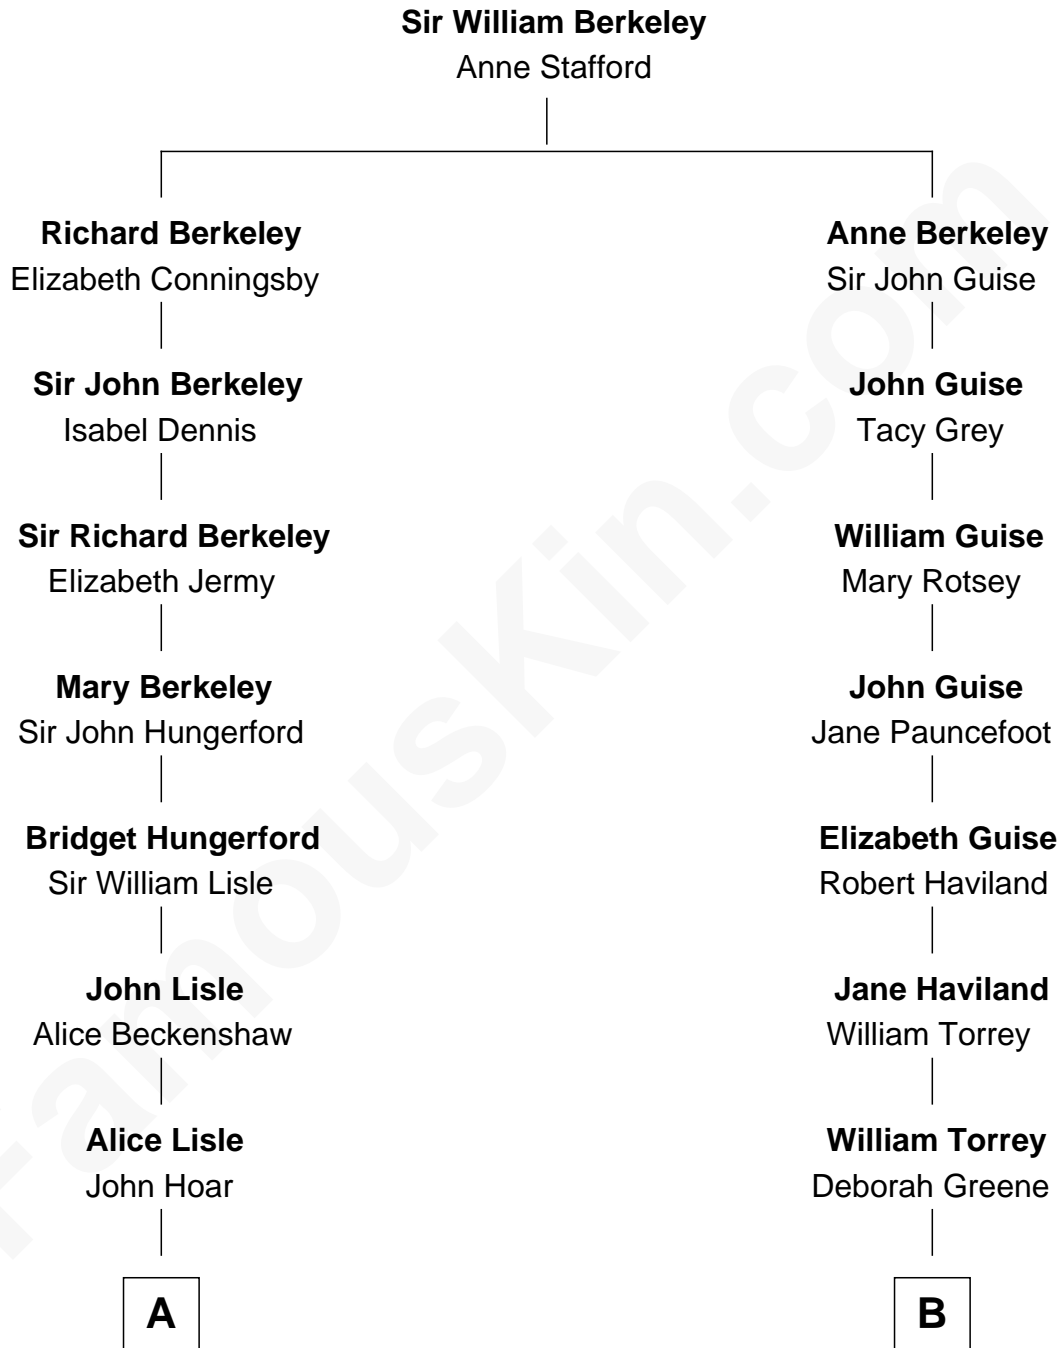 Sir William Berkeley
Anne Stafford
Richard Berkeley
Elizabeth Conningsby
Sir John Berkeley
Isabel Dennis
Sir Richard Berkeley
Elizabeth Jermy
Mary Berkeley
Sir John Hungerford
Bridget Hungerford
Sir William Lisle
John Lisle
Alice Beckenshaw
Alice Lisle
John Hoar
A
Anne Berkeley
Sir John Guise
John Guise
Tacy Grey
William Guise
Mary Rotsey
John Guise
Jane Pauncefoot
Elizabeth Guise
Robert Haviland
Jane Haviland
William Torrey
William Torrey
Deborah Greene
B
FamousKin.com